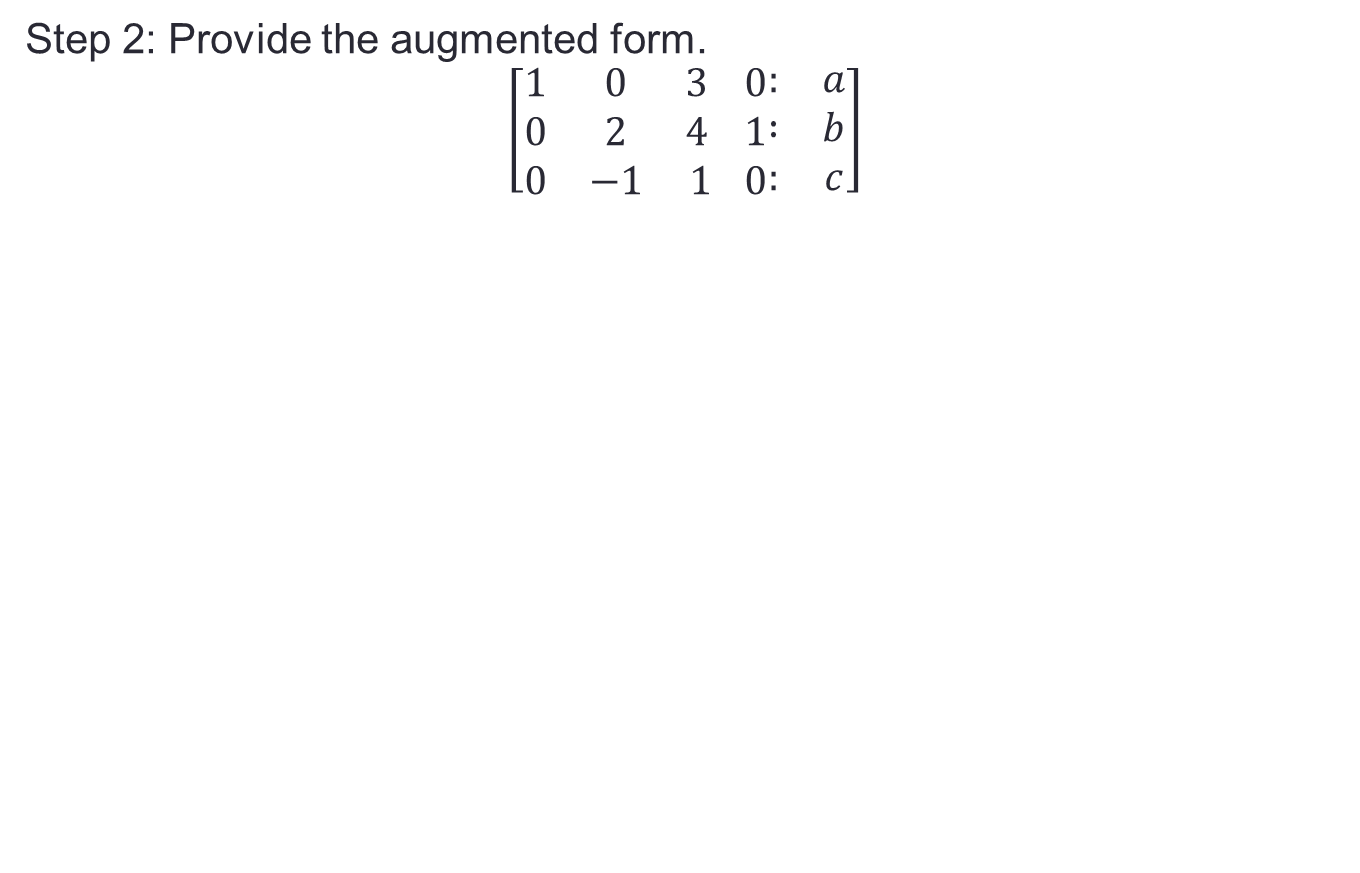 Step 2: Provide the augmented form.
[1 0 3 0: a]
[0 2 4 1: b]
[0 −1 1 0: c]